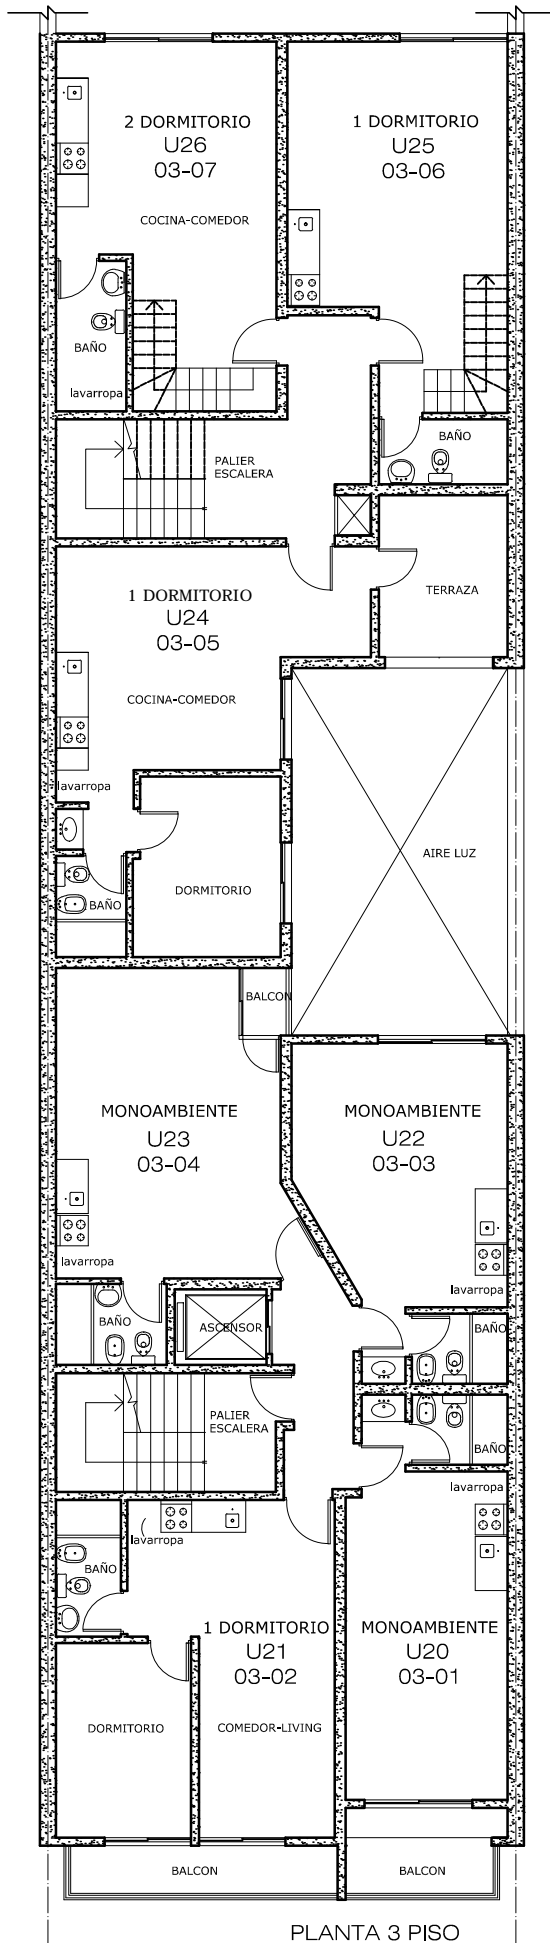 2 DORMITORIO
U26
03-07
COCINA-COMEDOR
1 DORMITORIO
U25
03-06
BAÑO
lavarropa
BAÑO
PALIER
ESCALERA
TERRAZA
1 DORMITORIO
U24
03-05
COCINA-COMEDOR
lavarropa
BAÑO
DORMITORIO
AIRE LUZ
BALCON
MONOAMBIENTE
U23
03-04
lavarropa
MONOAMBIENTE
U22
03-03
lavarropa
BAÑO
ASCENSOR
BAÑO
PALIER
ESCALERA
BAÑO
lavarropa
lavarropa
BAÑO
1 DORMITORIO
U21
03-02
COMEDOR-LIVING
DORMITORIO
MONOAMBIENTE
U20
03-01
BALCON
BALCON
PLANTA 3 PISO